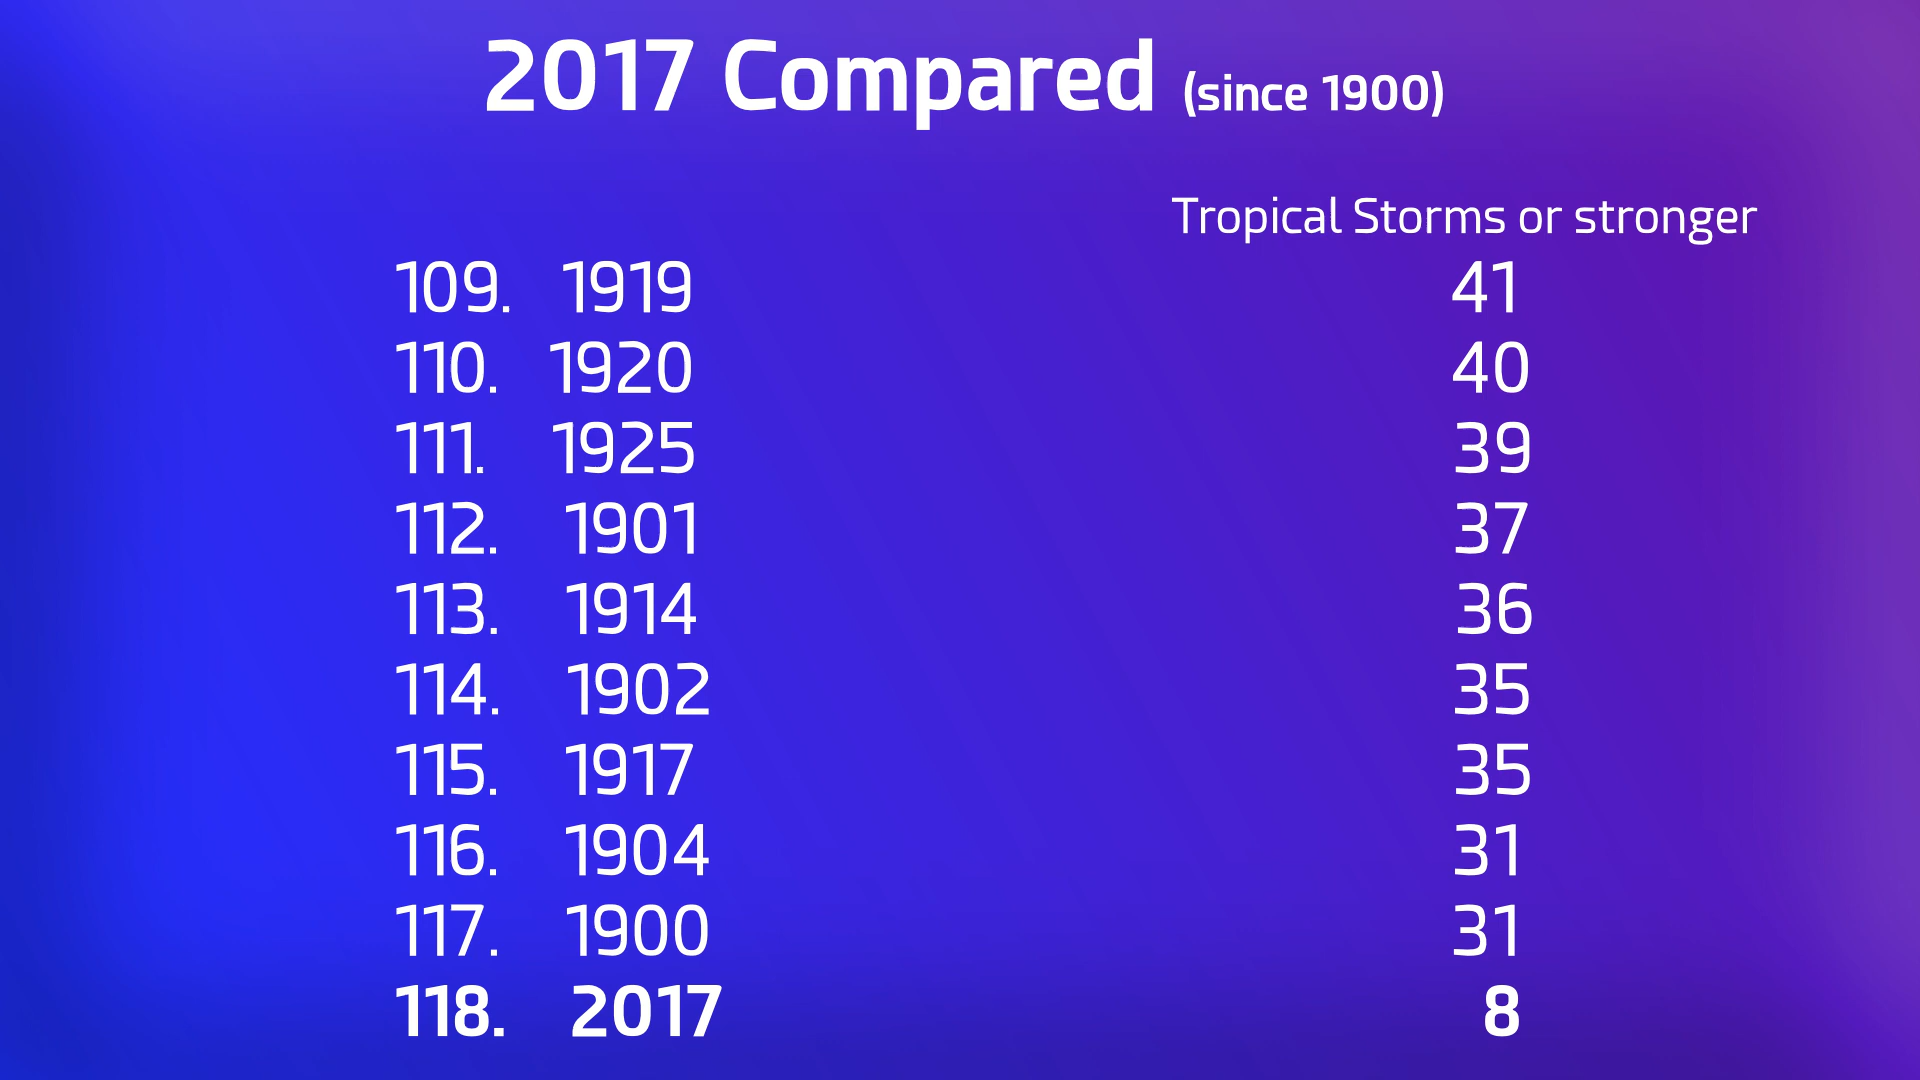 2017 Compared (since 1900)
Tropical Storms or stronger
109. 1919 41
110. 1920 40
111. 1925 39
112. 1901 37
113. 1914 36
114. 1902 35
115. 1917 35
116. 1904 31
117. 1900 31
118. 2017 8